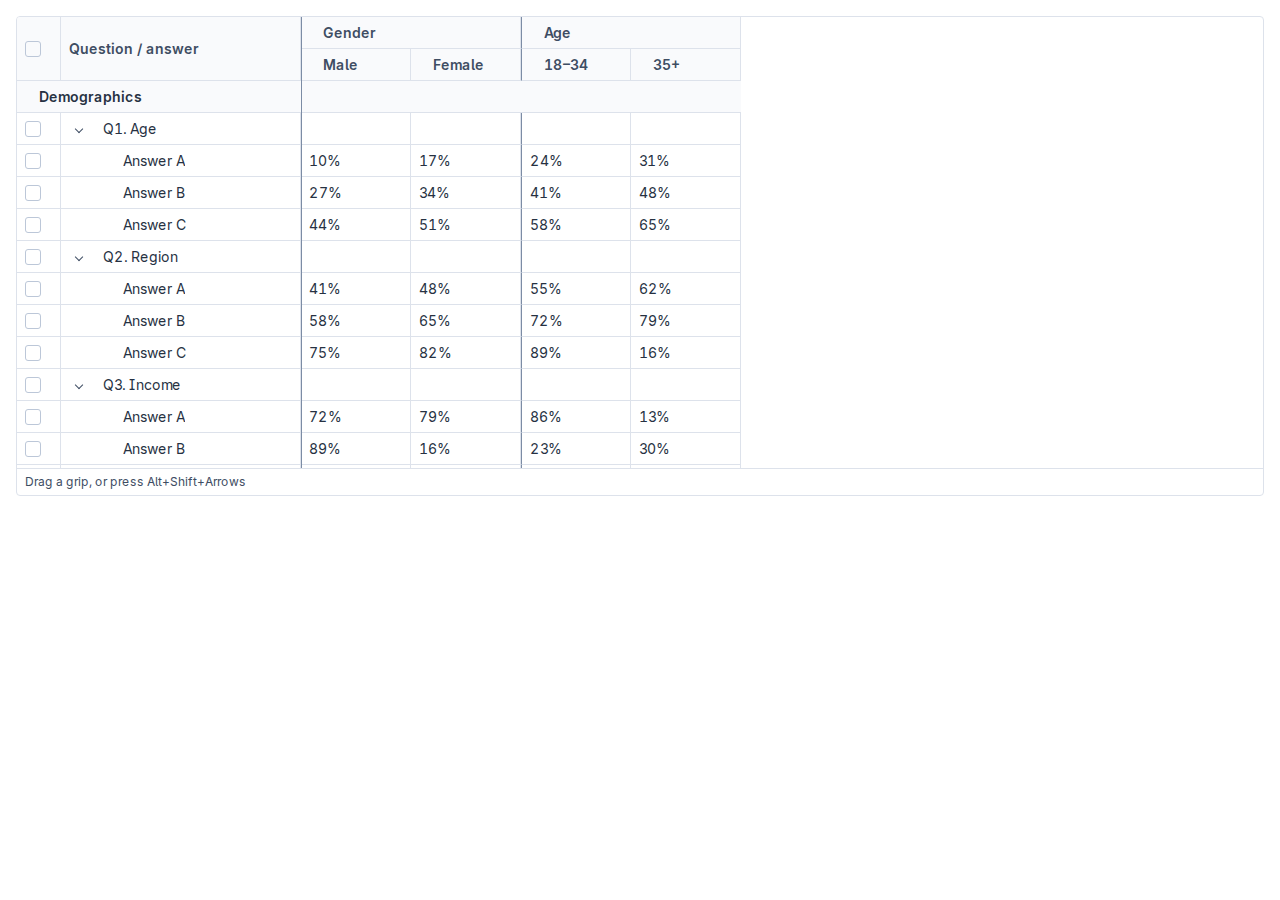 Question / answer Gender Age
Male Female 18–34 35+
Demographics
Q1. Age
Answer A 10% 17% 24% 31%
Answer B 27% 34% 41% 48%
Answer C 44% 51% 58% 65%
Q2. Region
Answer A 41% 48% 55% 62%
Answer B 58% 65% 72% 79%
Answer C 75% 82% 89% 16%
Q3. Income
Answer A 72% 79% 86% 13%
Answer B 89% 16% 23% 30%
Drag a grip, or press Alt+Shift+Arrows